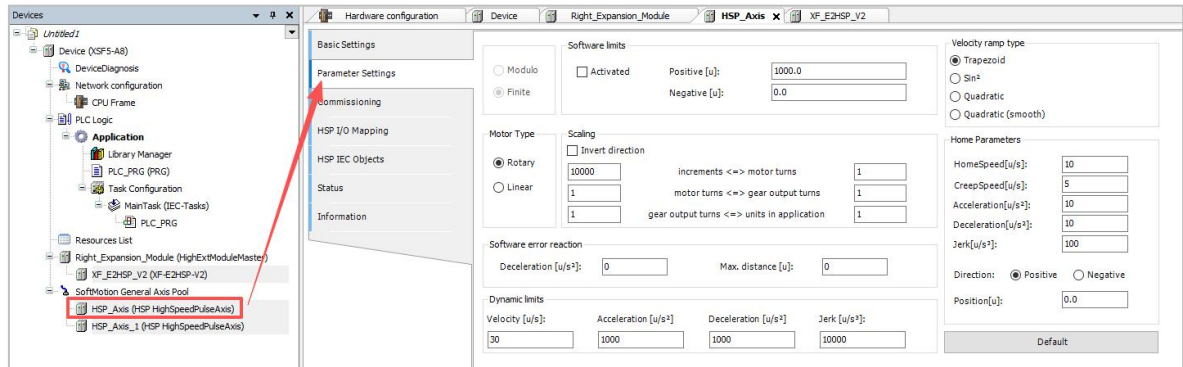 Devices
Untitled1
Device (XSF5-A8)
DeviceDiagnosis
Network configuration
CPU Frame
PLC Logic
Application
Library Manager
PLC_PRG (PRG)
Task Configuration
MainTask (IEC-Tasks)
PLC_PRG
Resources List
Right_Expansion_Module (HighExtModuleMaster)
XF_E2HSP_V2 (XF-E2HSP-V2)
SoftMotion General Axis Pool
HSP_Axis (HSP HighSpeedPulseAxis)
HSP_Axis_1 (HSP HighSpeedPulseAxis)
Hardware configuration Device Right_Expansion_Module HSP_Axis XF_E2HSP_V2
Basic Settings
Parameter Settings
Commissioning
HSP I/O Mapping
HSP IEC Objects
Status
Information
Modulo
Finite
Software limits
Activated Positive [u]: 1000.0
Negative [u]: 0.0
Velocity ramp type
Trapezoid
Sin²
Quadratic
Quadratic (smooth)
Motor Type
Rotary
Linear
Scaling
Invert direction
10000 increments <=> motor turns 1
1 motor turns <=> gear output turns 1
1 gear output turns <=> units in application 1
Home Parameters
HomeSpeed[u/s]: 10
CreepSpeed[u/s]: 5
Acceleration[u/s²]: 10
Deceleration[u/s²]: 10
Jerk[u/s³]: 100
Direction: Positive Negative
Position[u]: 0.0
Default
Software error reaction
Deceleration [u/s²]: 0 Max. distance [u]: 0
Dynamic limits
Velocity [u/s]: Acceleration [u/s²] Deceleration [u/s²] Jerk [u/s³]:
30 1000 1000 10000